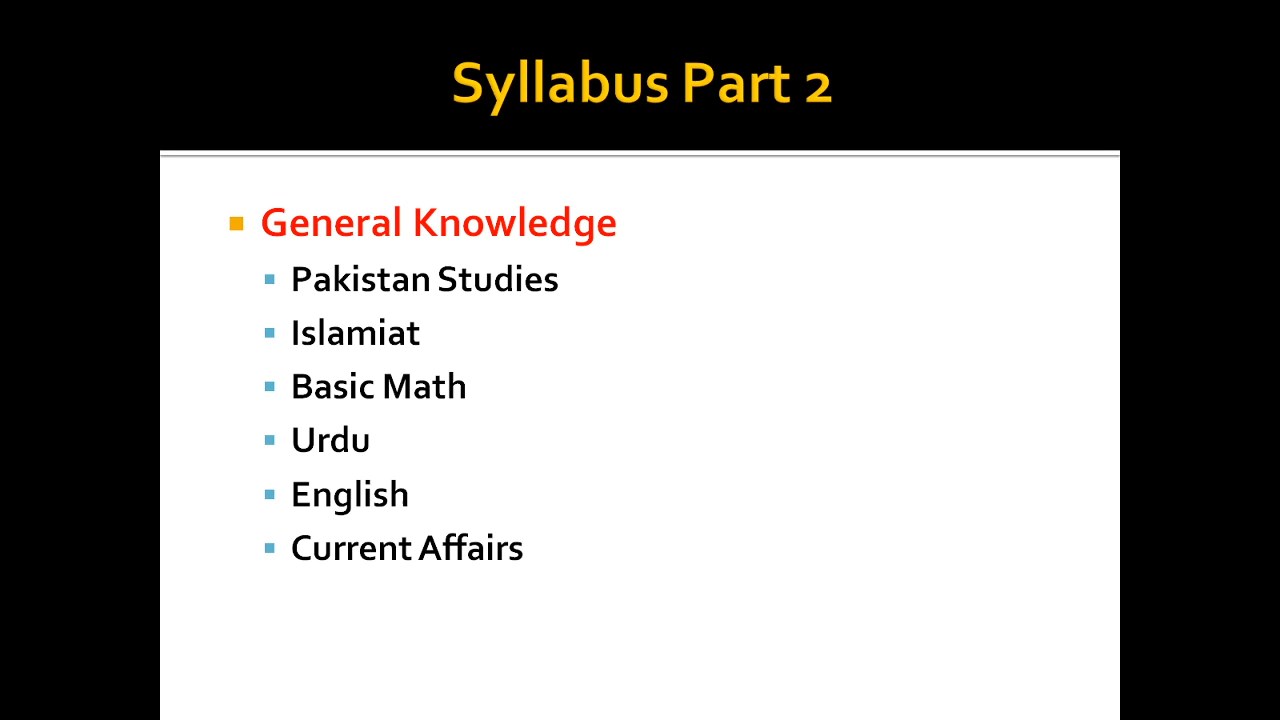 Syllabus Part 2
General Knowledge
Pakistan Studies
Islamiat
Basic Math
Urdu
English
Current Affairs